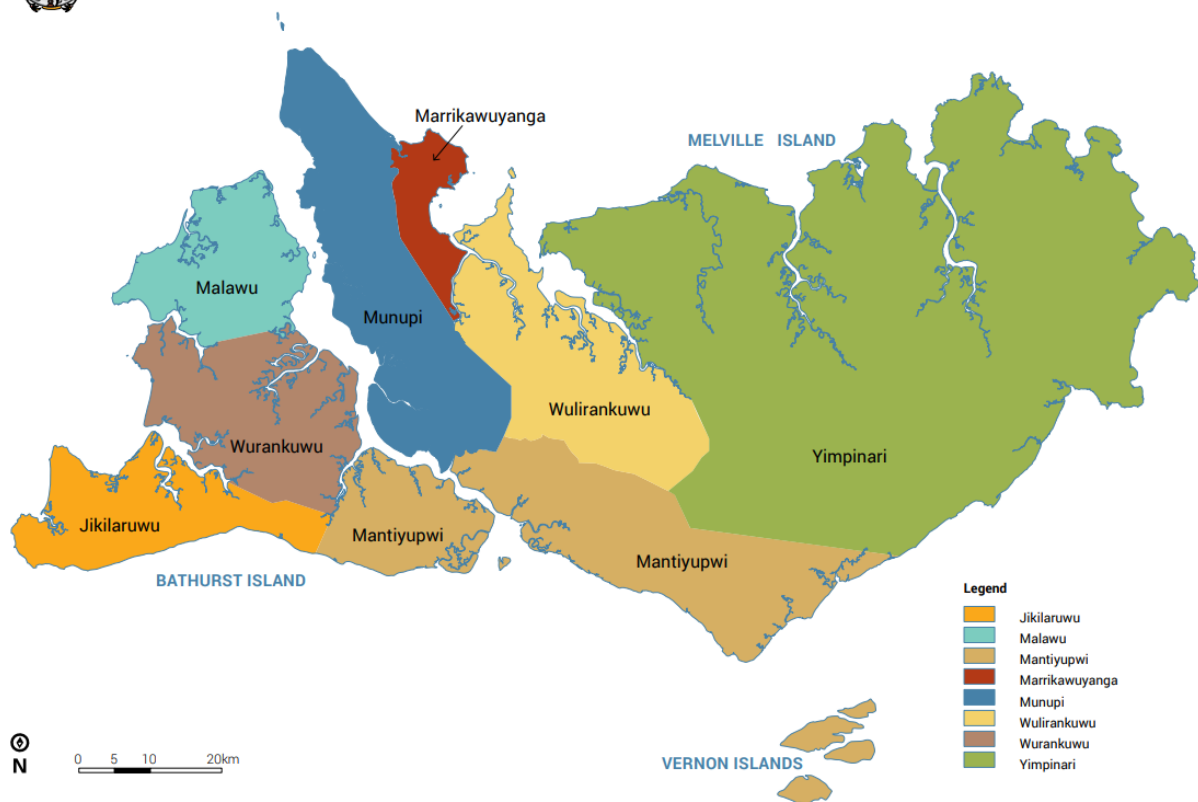 Marrikawuyanga
MELVILLE ISLAND
Malawu
Munupi
Wulirankuwu
Wurankuwu
Yimpinari
Jikilaruwu
Mantiyupwi
Mantiyupwi
BATHURST ISLAND
Legend
Jikilaruwu
Malawu
Mantiyupwi
Marrikawuyanga
Munupi
Wulirankuwu
Wurankuwu
Yimpinari
N
0 5 10 20km
VERNON ISLANDS